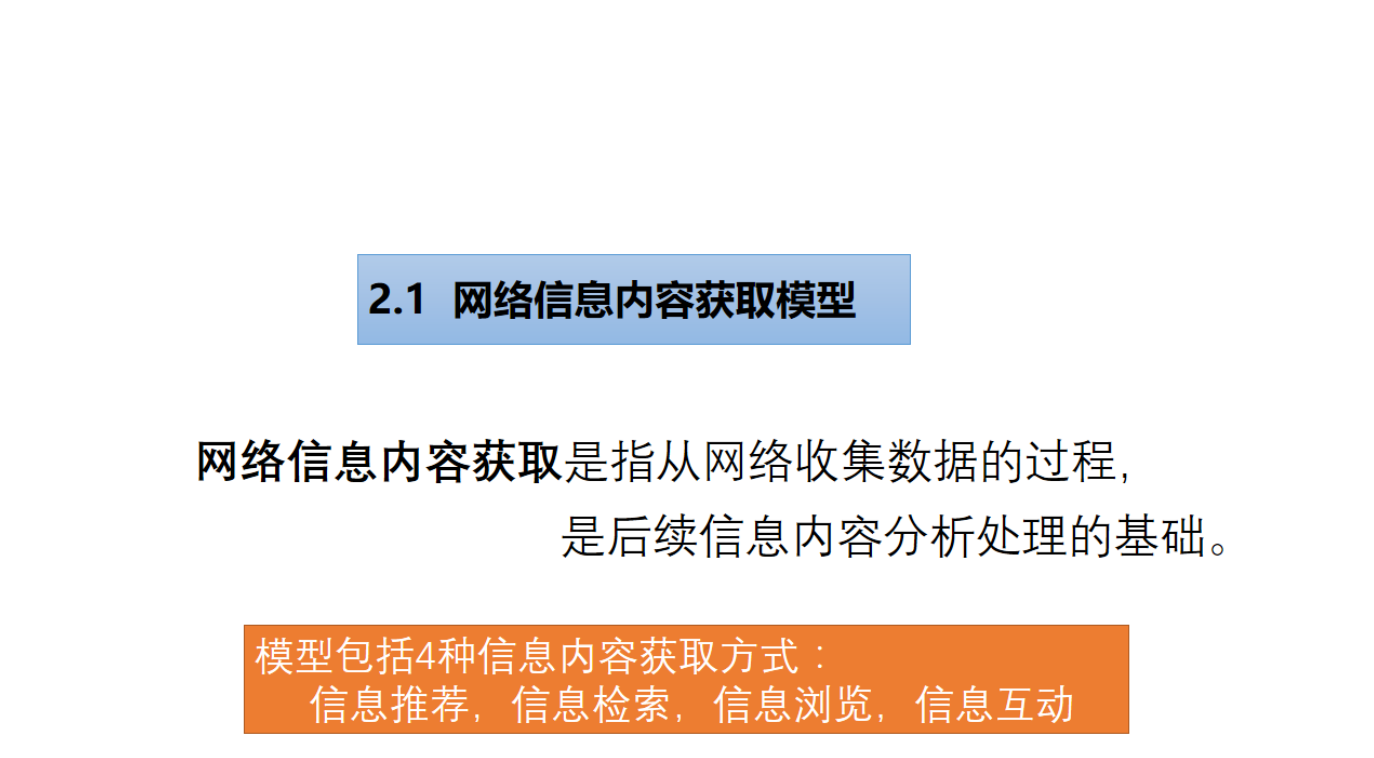 2.1 网络信息内容获取模型
网络信息内容获取是指从网络收集数据的过程,
是后续信息内容分析处理的基础。
模型包括4种信息内容获取方式：
信息推荐, 信息检索, 信息浏览, 信息互动